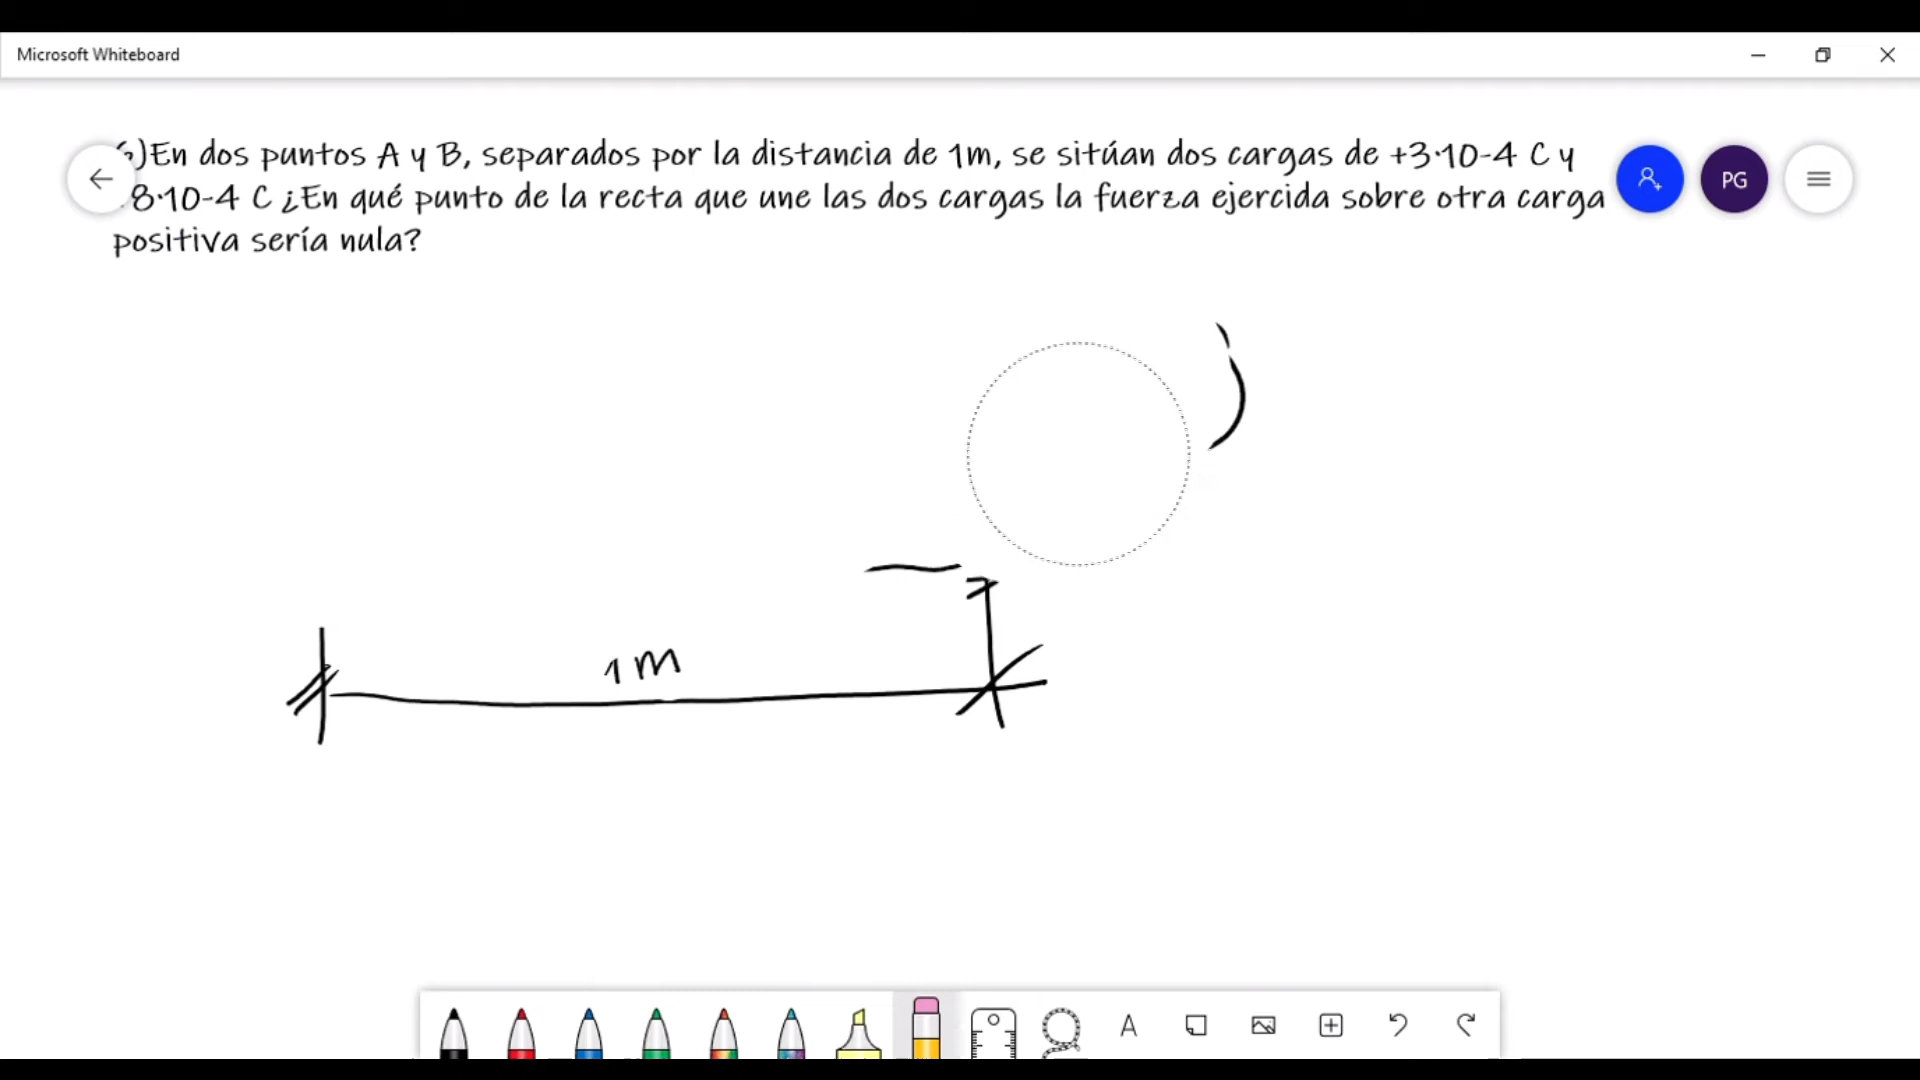 Microsoft Whiteboard
)En dos puntos A y B, separados por la distancia de 1m, se sitúan dos cargas de +3·10-4 C y
8·10-4 C ¿En qué punto de la recta que une las dos cargas la fuerza ejercida sobre otra carga
positiva sería nula?
PG
1m
A